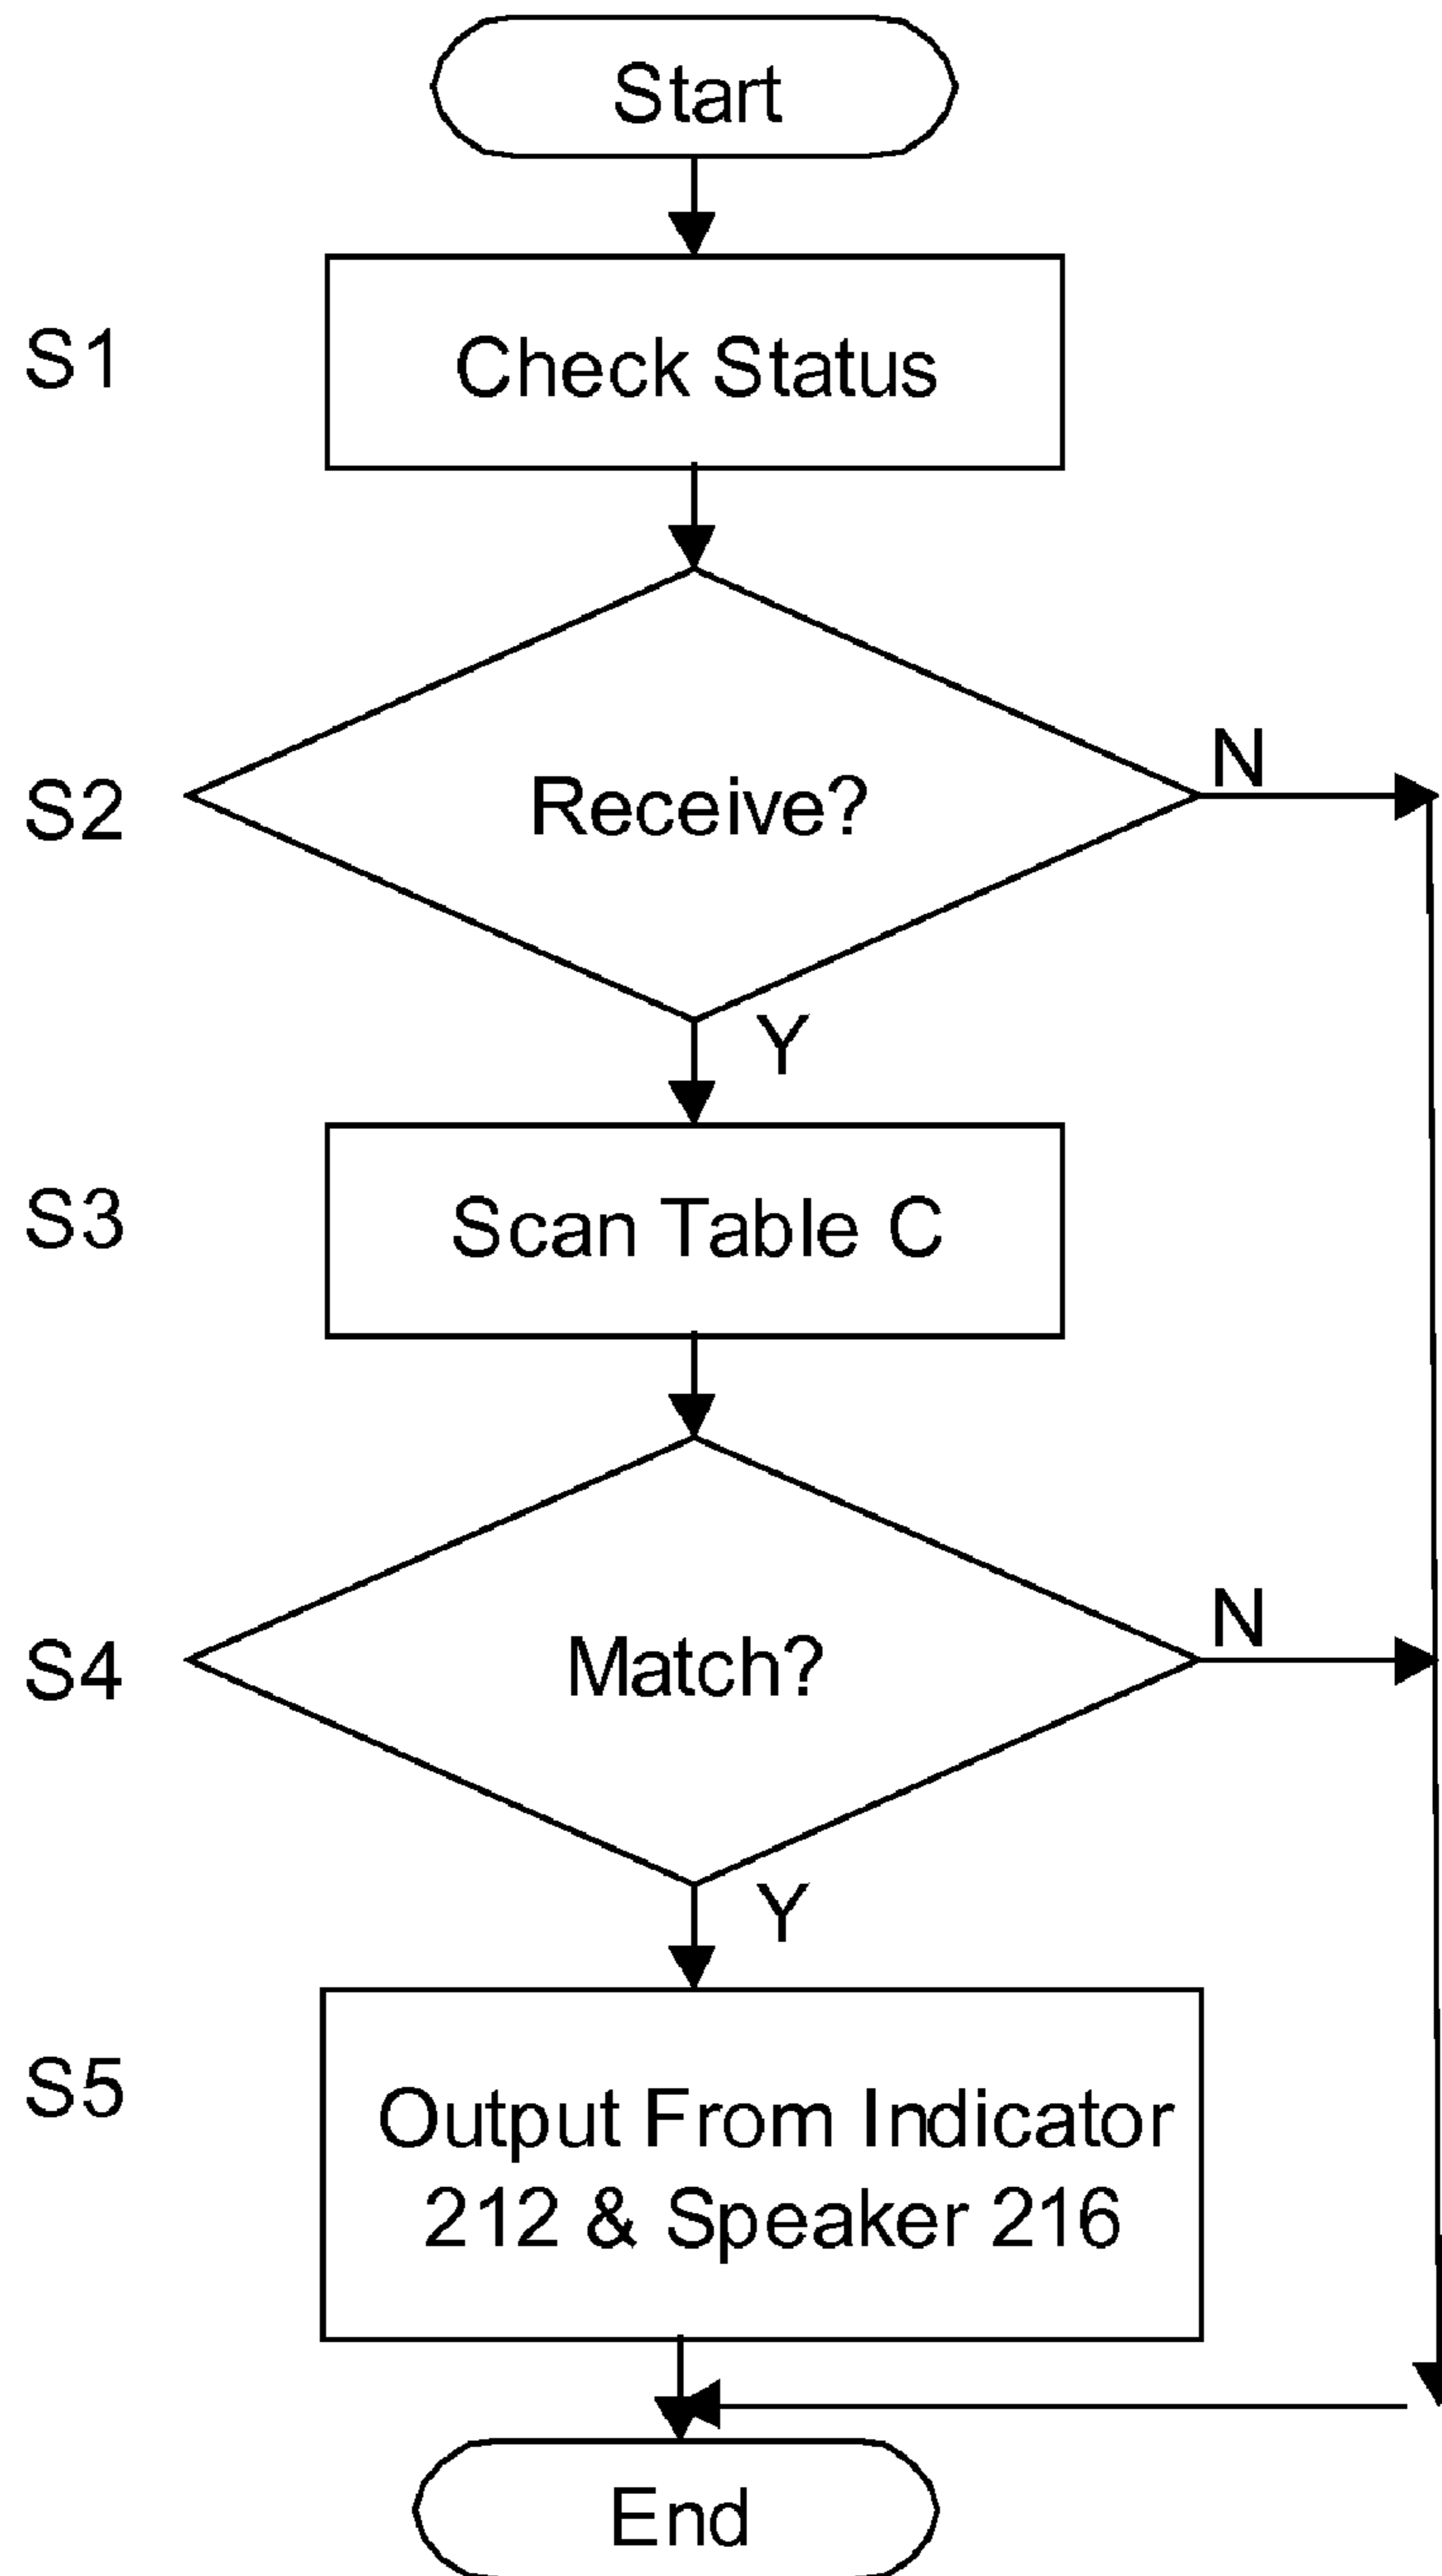 Start
S1
Check Status
S2
Receive?
N
Y
S3
Scan Table C
S4
Match?
N
Y
S5
Output From Indicator
212 & Speaker 216
End